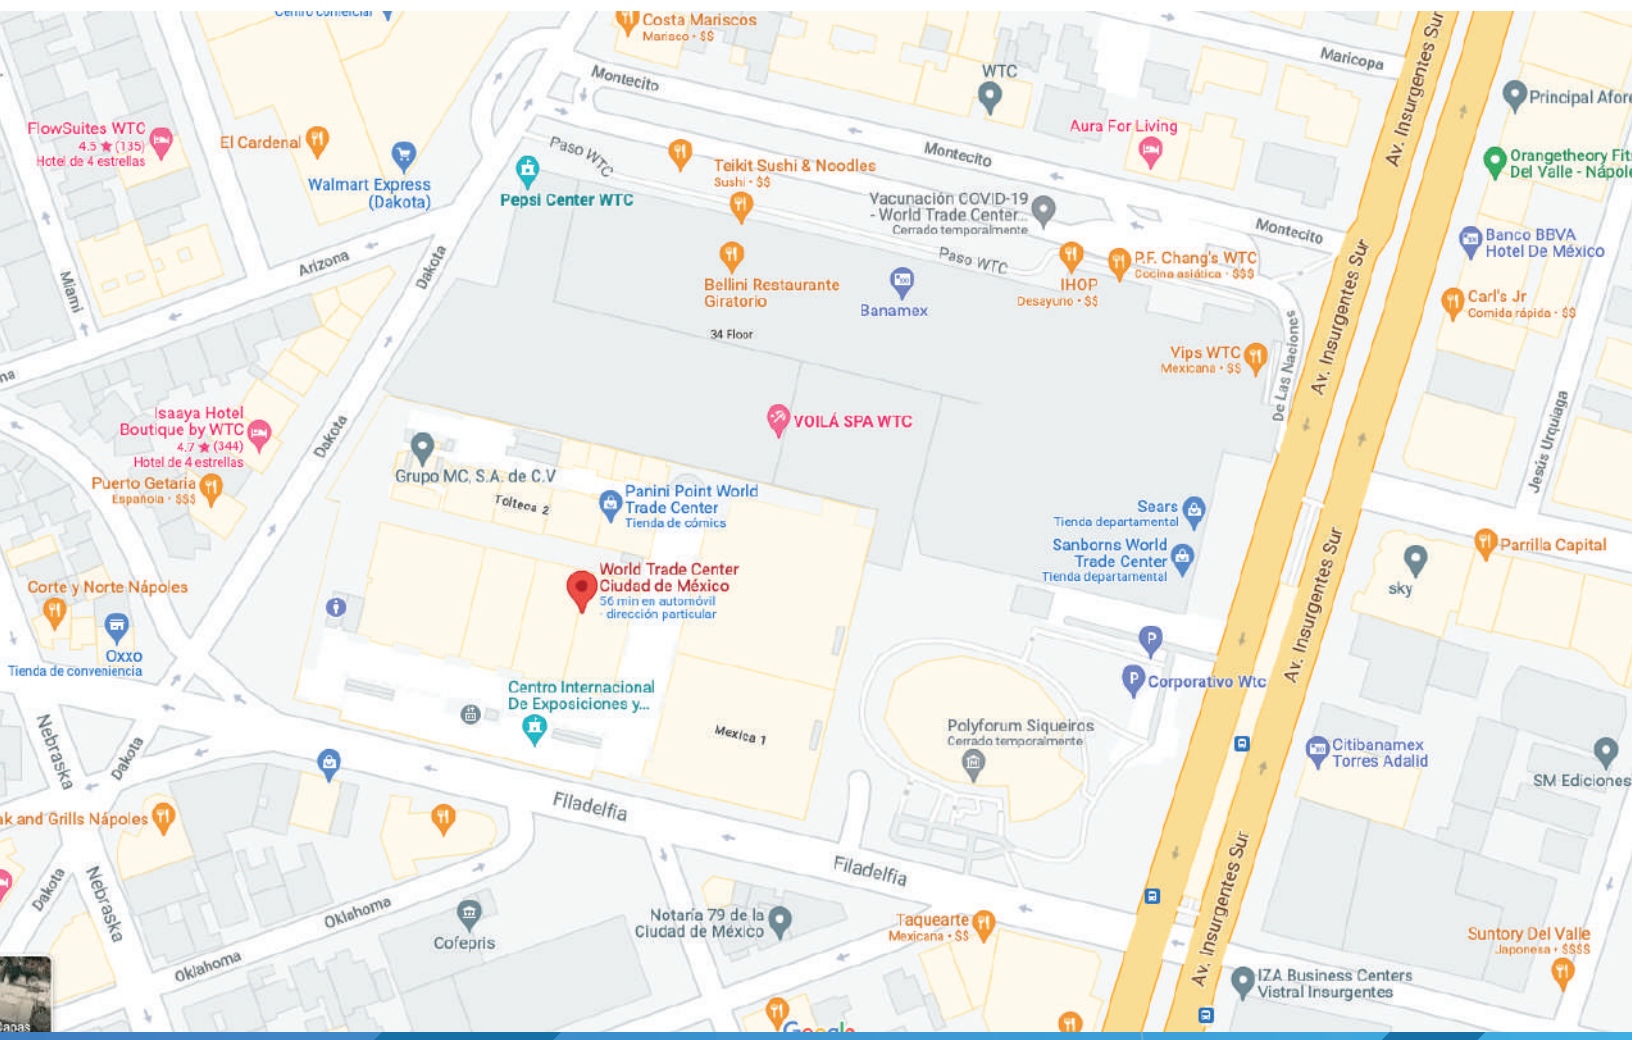 Centro comercial
Costa Mariscos
Marisco · $$
Av. Insurgentes Sur
Maricopa
Montecito
WTC
Principal Afore
FlowSuites WTC
4.5 ★ (135)
Hotel de 4 estrellas
El Cardenal
Aura For Living
Paso WTC
Teikit Sushi & Noodles
Sushi · $$
Montecito
Av. Insurgentes Sur
Orangetheory Fit
Del Valle - Nápole
Walmart Express
(Dakota)
Pepsi Center WTC
Vacunación COVID-19
- World Trade Center...
Cerrado temporalmente
Montecito
Banco BBVA
Hotel De México
Miami
Arizona
Dakota
Bellini Restaurante
Giratorio
34 Floor
Banamex
Paso WTC
IHOP
Desayuno · $$
P.F. Chang's WTC
Cocina asiática · $$$
Carl's Jr
Comida rápida · $$
Av. Insurgentes Sur
Vips WTC
Mexicana · $$
De Las Naciones
na
Isaaya Hotel
Boutique by WTC
4.7 ★ (344)
Hotel de 4 estrellas
Dakota
VOILÁ SPA WTC
Jesús Urquiaga
Puerto Getaria
Española · $$$
Grupo MC, S.A. de C.V
Tolteca 2
Panini Point World
Trade Center
Tienda de cómics
Sears
Tienda departamental
Sanborns World
Trade Center
Tienda departamental
Parrilla Capital
World Trade Center
Ciudad de México
56 min en automóvil
- dirección particular
sky
Av. Insurgentes Sur
Corte y Norte Nápoles
Oxxo
Tienda de conveniencia
P
P
Corporativo Wtc
Centro Internacional
De Exposiciones y...
Mexica 1
Polyforum Siqueiros
Cerrado temporalmente
Citibanamex
Torres Adalid
SM Ediciones
Nebraska
Dakota
ak and Grills Nápoles
Filadelfia
Filadelfia
Av. Insurgentes Sur
Dakota
Nebraska
Oklahoma
Cofepris
Notaría 79 de la
Ciudad de México
Taquearte
Mexicana · $$
Suntory Del Valle
Japonesa · $$$$
Oklahoma
IZA Business Centers
Vistral Insurgentes
Capas
Google